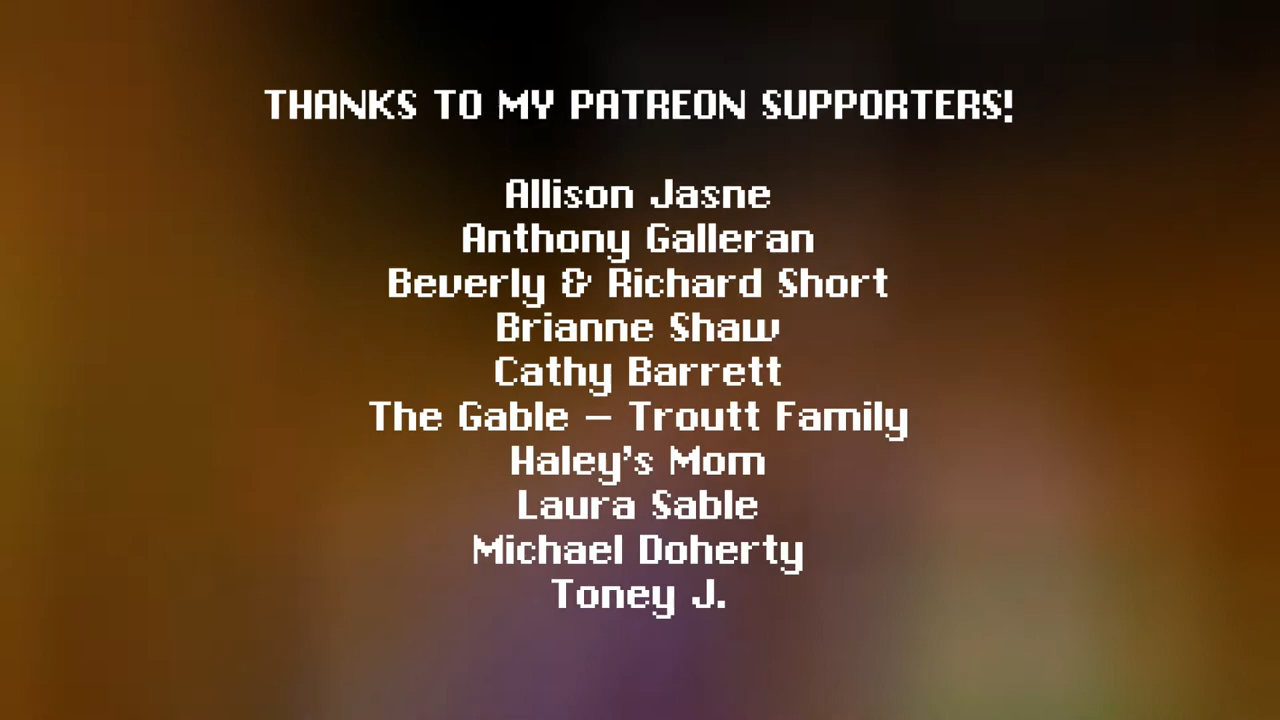 THANKS TO MY PATREON SUPPORTERS!
Allison Jasne
Anthony Galleran
Beverly & Richard Short
Brianne Shaw
Cathy Barrett
The Gable – Troutt Family
Haley's Mom
Laura Sable
Michael Doherty
Toney J.